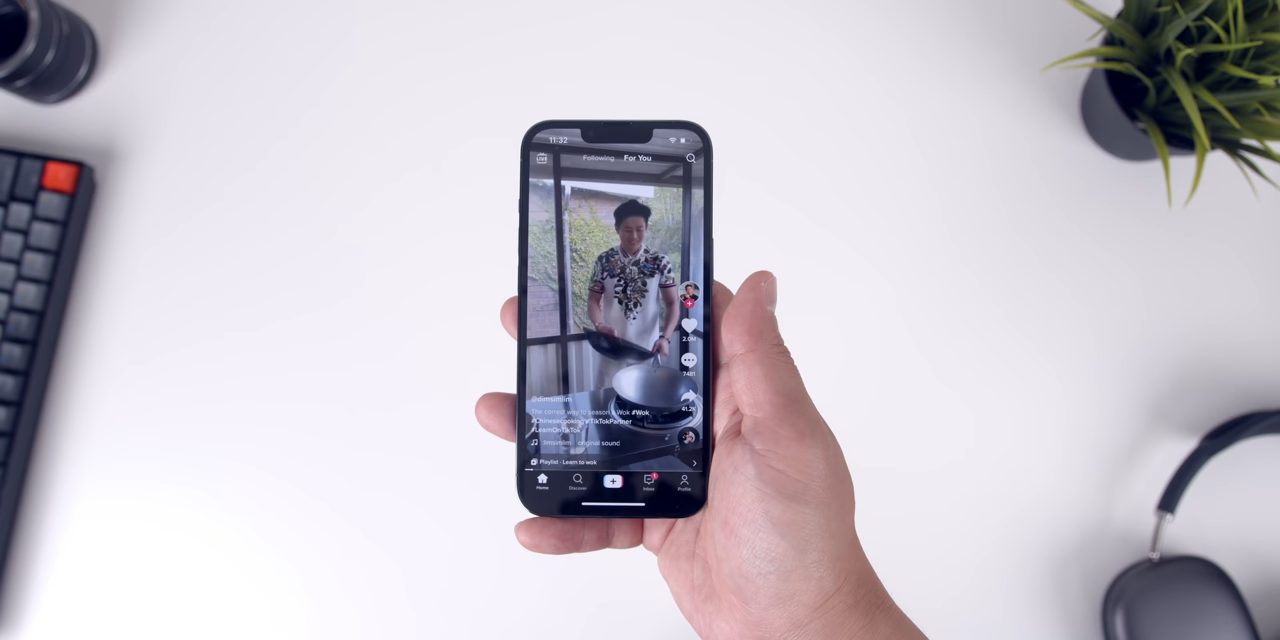 11:32
LIVE
Following For You
2.0M
7481
41.2K
@dimsimlim
The correct way to season a Wok #Wok
#Chinesecooking #TikTokPartner
#LearnOnTikTok
dimsimlim original sound
Playlist · Learn to wok
Home Discover Inbox 1 Profile